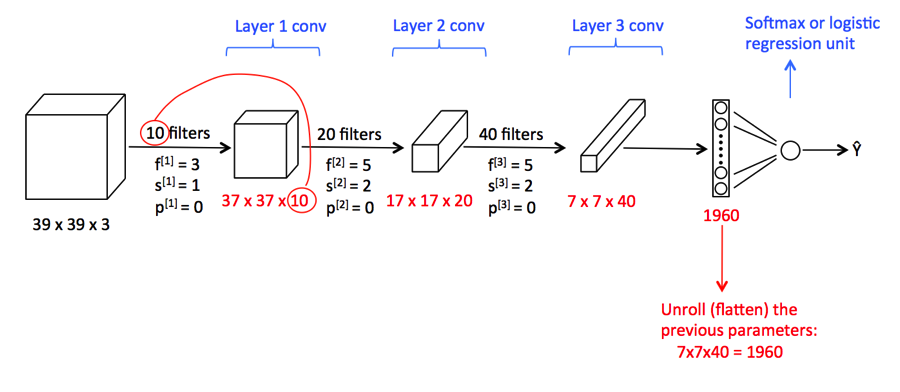 Layer 1 conv
Layer 2 conv
Layer 3 conv
Softmax or logistic
regression unit
39 x 39 x 3
10 filters
f[1] = 3
s[1] = 1
p[1] = 0
37 x 37 x 10
20 filters
f[2] = 5
s[2] = 2
p[2] = 0
17 x 17 x 20
40 filters
f[3] = 5
s[3] = 2
p[3] = 0
7 x 7 x 40
1960
Ŷ
Unroll (flatten) the
previous parameters:
7x7x40 = 1960